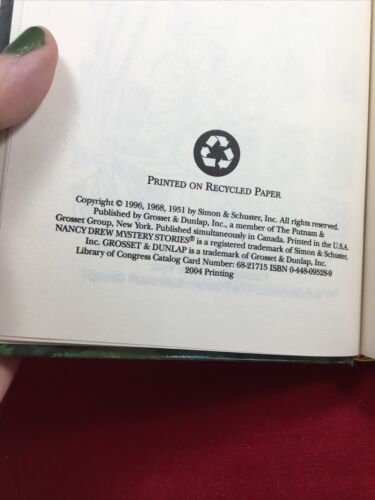 PRINTED ON RECYCLED PAPER
Copyright © 1996, 1968, 1951 by Simon & Schuster, Inc. All rights reserved.
Published by Grosset & Dunlap, Inc., a member of The Putnam &
Grosset Group, New York. Published simultaneously in Canada. Printed in the U.S.A.
NANCY DREW MYSTERY STORIES® is a registered trademark of Simon & Schuster,
Inc. GROSSET & DUNLAP is a trademark of Grosset & Dunlap, Inc.
Library of Congress Catalog Card Number: 68-21715 ISBN 0-448-09528-9
2004 Printing